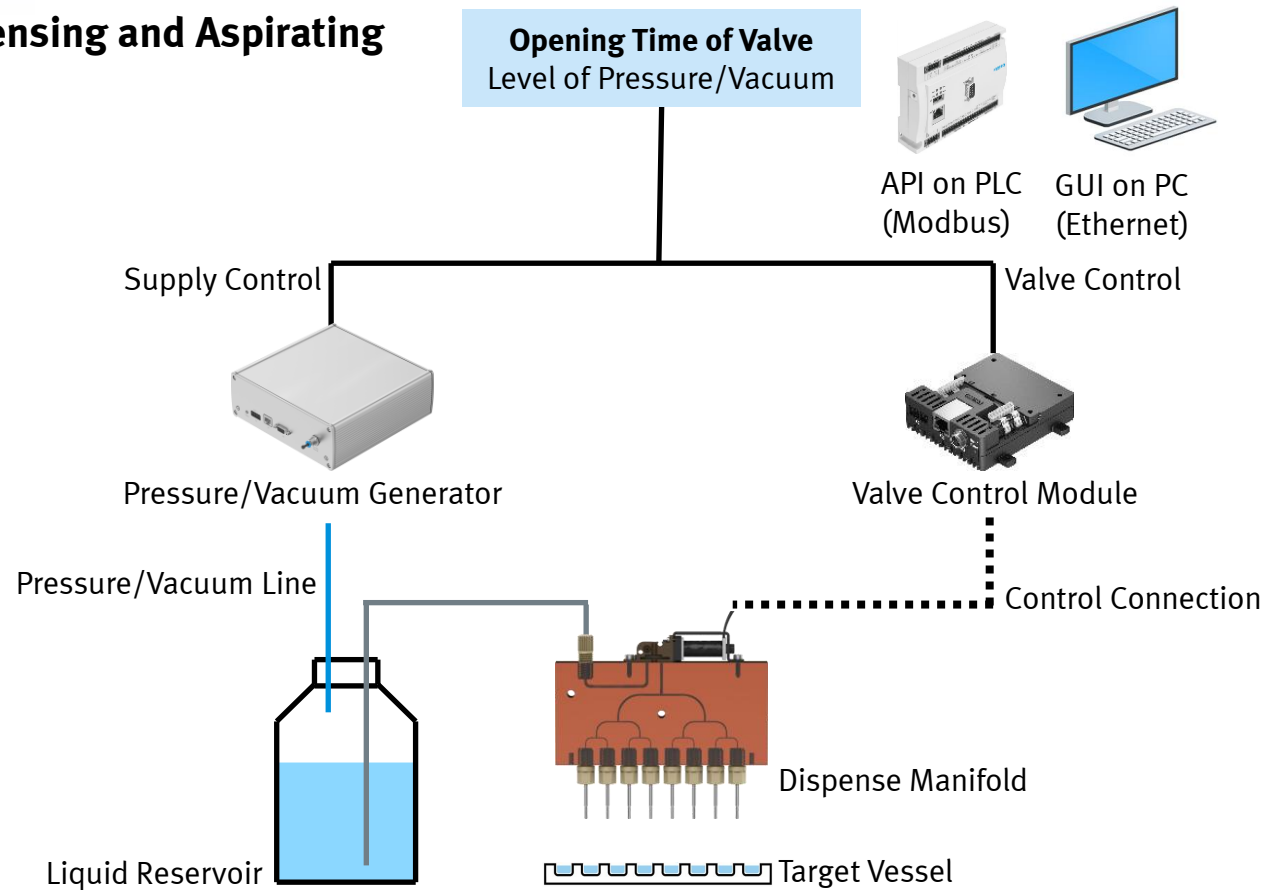 ensing and Aspirating
Opening Time of Valve
Level of Pressure/Vacuum
API on PLC
(Modbus)
GUI on PC
(Ethernet)
Supply Control
Valve Control
Pressure/Vacuum Generator
Valve Control Module
Pressure/Vacuum Line
Control Connection
Dispense Manifold
Liquid Reservoir
Target Vessel